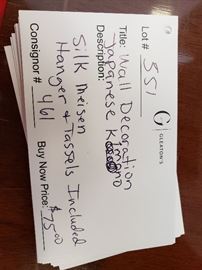 G
GLEATON'S
Lot # 551
Title: Wall Decoration
Japanese Kimono
Description:
Silk Meisen
Hanger & Tassels Included
Consignor # 461 Buy Now Price: $75.00